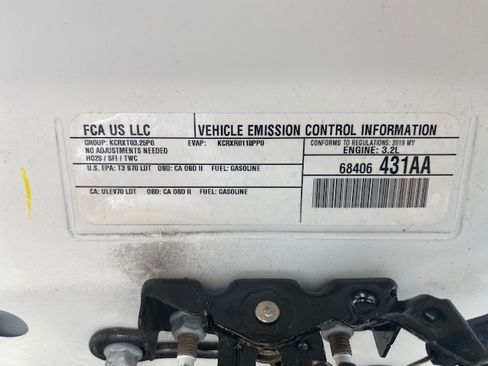 FCA US LLC
VEHICLE EMISSION CONTROL INFORMATION
GROUP: KCRXT03.25P0 EVAP: KCRXR0118PP0
CONFORMS TO REGULATIONS: 2019 MY
NO ADJUSTMENTS NEEDED
ENGINE: 3.2L
HO2S / SFI / TWC
68406 431AA
U.S. EPA: T3 B70 LDT OBD: CA OBD II FUEL: GASOLINE
CA: ULEV70 LDT OBD: CA OBD II FUEL: GASOLINE